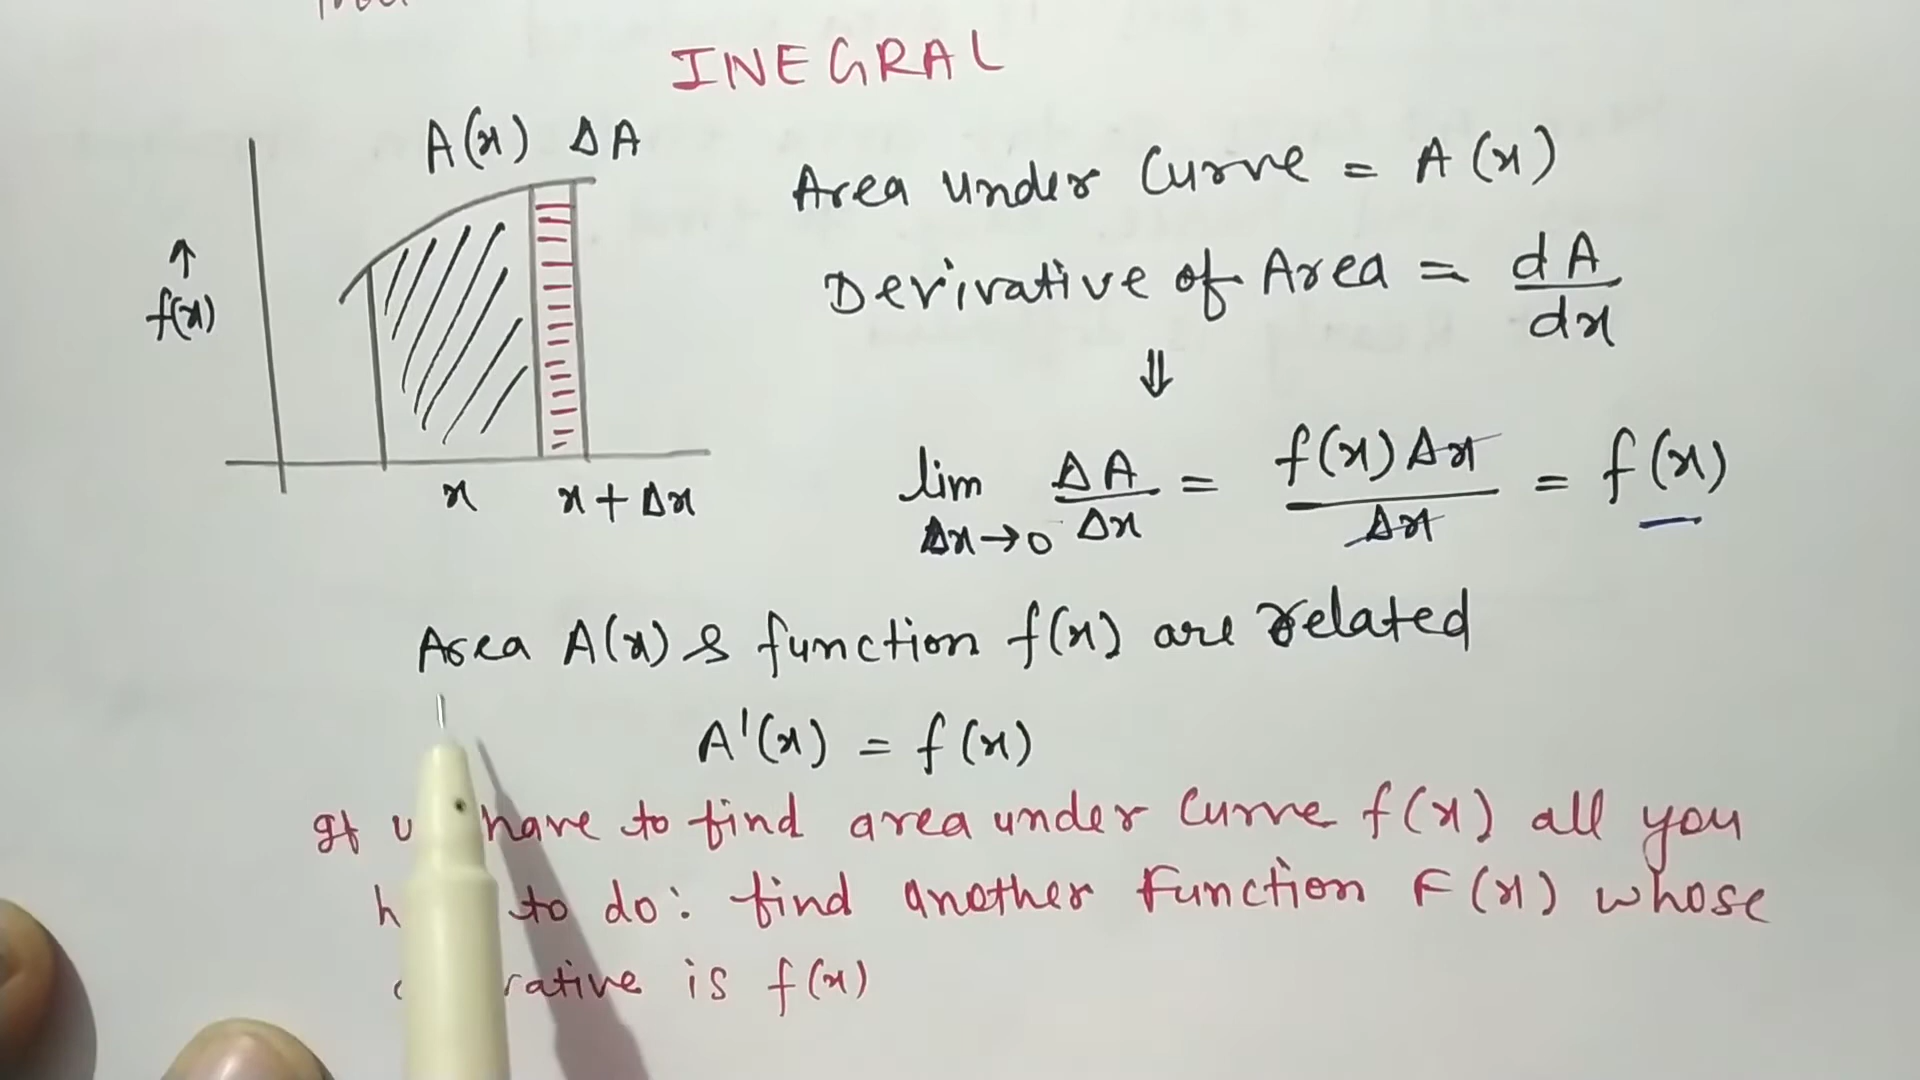 INEGRAL
A(x) ΔA
↑
f(x)
x x+Δx
Area under Curve = A(x)
Derivative of Area = dA/dx
⇓
lim Δx→0 ΔA/Δx = f(x)Δx/Δx = f(x)
Area A(x) & function f(x) are related
A'(x) = f(x)
If have to find area under Curve f(x) all you
to do: find another Function F(x) whose
is f(x)